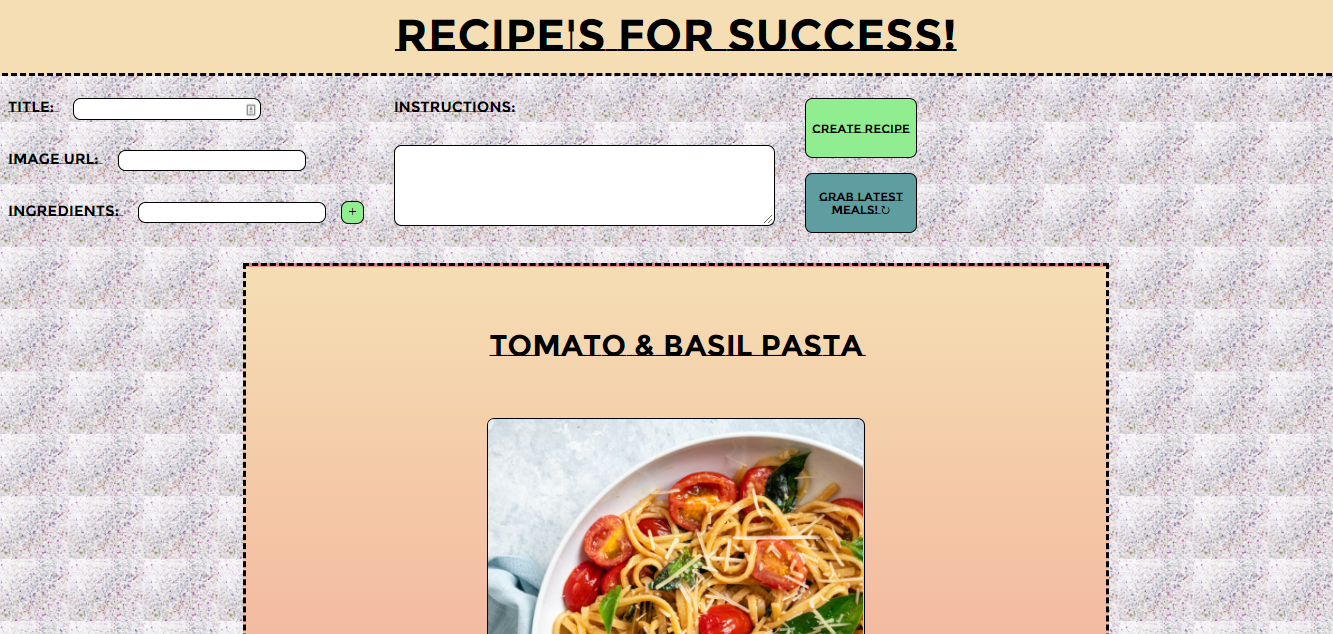 RECIPE'S FOR SUCCESS!
TITLE:
IMAGE URL:
INGREDIENTS:
+
INSTRUCTIONS:
CREATE RECIPE
GRAB LATEST
MEALS! ↻
TOMATO & BASIL PASTA